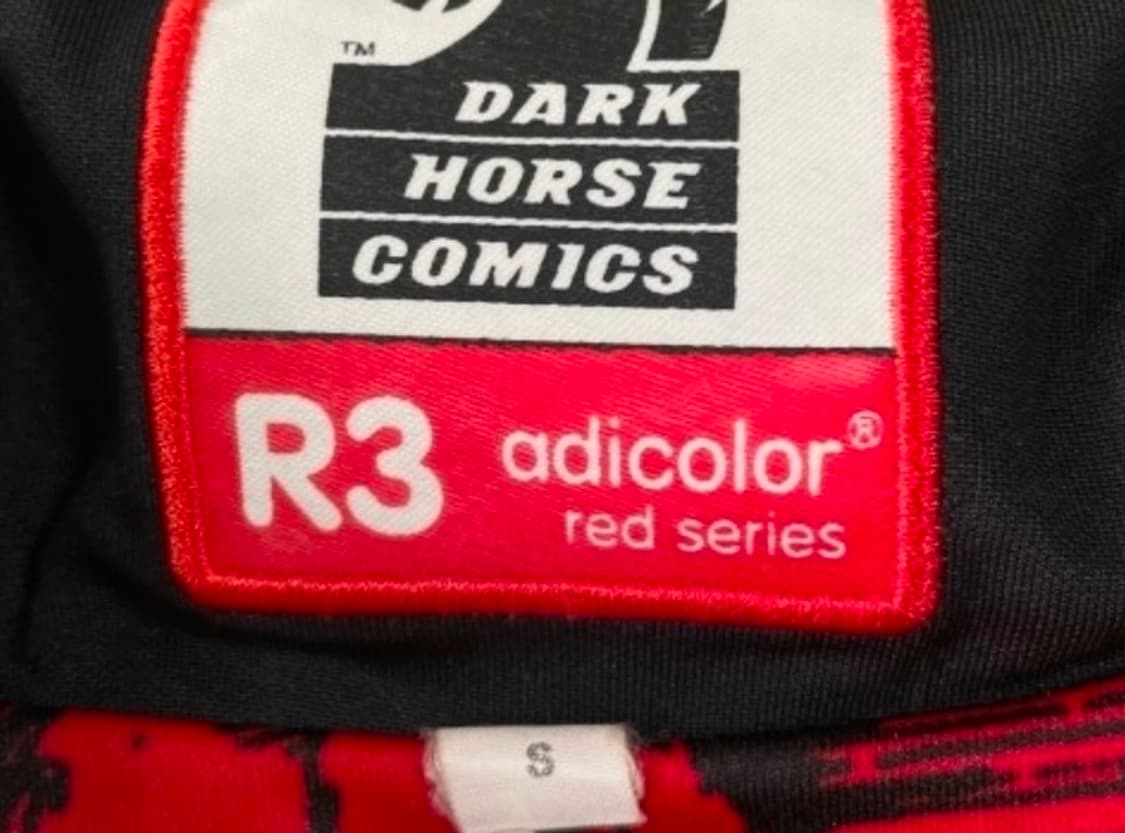 TM
DARK
HORSE
COMICS
R3 adicolor®
red series
S